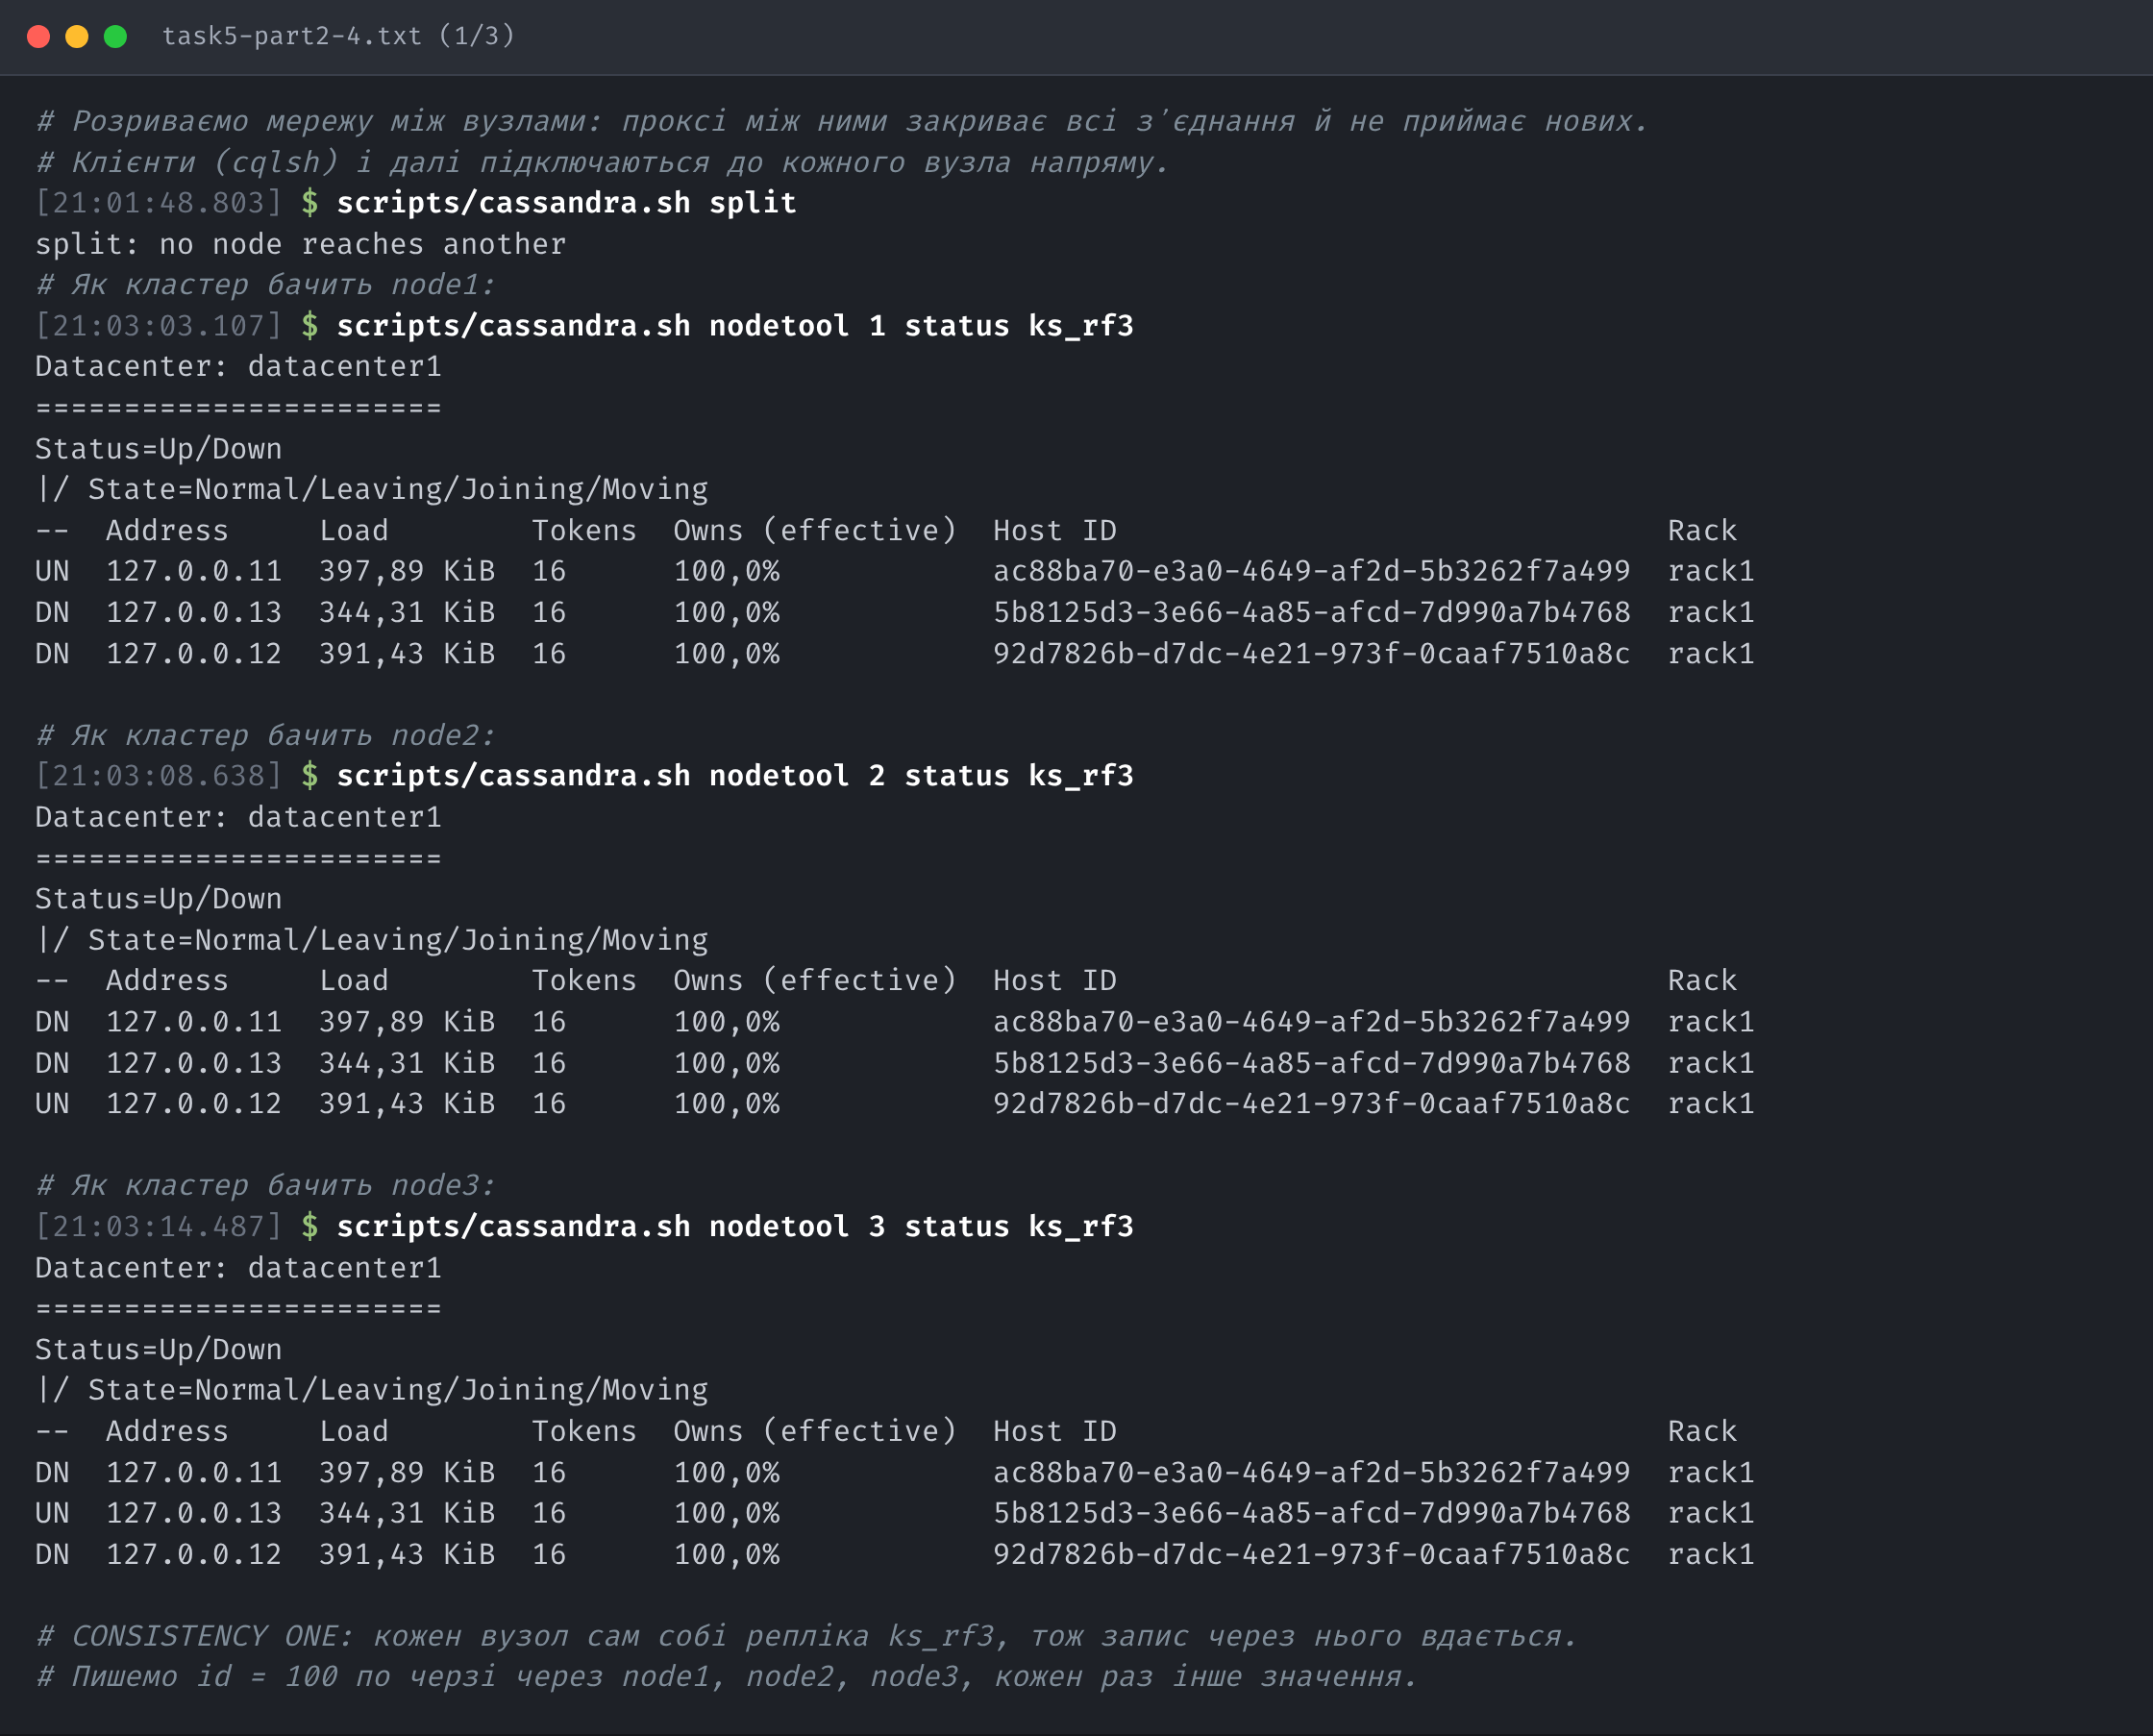 task5-part2-4.txt (1/3)
# Розриваємо мережу між вузлами: проксі між ними закриває всі з'єднання й не приймає нових.
# Клієнти (cqlsh) і далі підключаються до кожного вузла напряму.
[21:01:48.803] $ scripts/cassandra.sh split
split: no node reaches another
# Як кластер бачить node1:
[21:03:03.107] $ scripts/cassandra.sh nodetool 1 status ks_rf3
Datacenter: datacenter1
=======================
Status=Up/Down
|/ State=Normal/Leaving/Joining/Moving
--  Address     Load        Tokens  Owns (effective)  Host ID                               Rack
UN  127.0.0.11  397,89 KiB  16      100,0%            ac88ba70-e3a0-4649-af2d-5b3262f7a499  rack1
DN  127.0.0.13  344,31 KiB  16      100,0%            5b8125d3-3e66-4a85-afcd-7d990a7b4768  rack1
DN  127.0.0.12  391,43 KiB  16      100,0%            92d7826b-d7dc-4e21-973f-0caaf7510a8c  rack1
# Як кластер бачить node2:
[21:03:08.638] $ scripts/cassandra.sh nodetool 2 status ks_rf3
Datacenter: datacenter1
=======================
Status=Up/Down
|/ State=Normal/Leaving/Joining/Moving
--  Address     Load        Tokens  Owns (effective)  Host ID                               Rack
DN  127.0.0.11  397,89 KiB  16      100,0%            ac88ba70-e3a0-4649-af2d-5b3262f7a499  rack1
DN  127.0.0.13  344,31 KiB  16      100,0%            5b8125d3-3e66-4a85-afcd-7d990a7b4768  rack1
UN  127.0.0.12  391,43 KiB  16      100,0%            92d7826b-d7dc-4e21-973f-0caaf7510a8c  rack1
# Як кластер бачить node3:
[21:03:14.487] $ scripts/cassandra.sh nodetool 3 status ks_rf3
Datacenter: datacenter1
=======================
Status=Up/Down
|/ State=Normal/Leaving/Joining/Moving
--  Address     Load        Tokens  Owns (effective)  Host ID                               Rack
DN  127.0.0.11  397,89 KiB  16      100,0%            ac88ba70-e3a0-4649-af2d-5b3262f7a499  rack1
UN  127.0.0.13  344,31 KiB  16      100,0%            5b8125d3-3e66-4a85-afcd-7d990a7b4768  rack1
DN  127.0.0.12  391,43 KiB  16      100,0%            92d7826b-d7dc-4e21-973f-0caaf7510a8c  rack1
# CONSISTENCY ONE: кожен вузол сам собі репліка ks_rf3, тож запис через нього вдається.
# Пишемо id = 100 по черзі через node1, node2, node3, кожен раз інше значення.